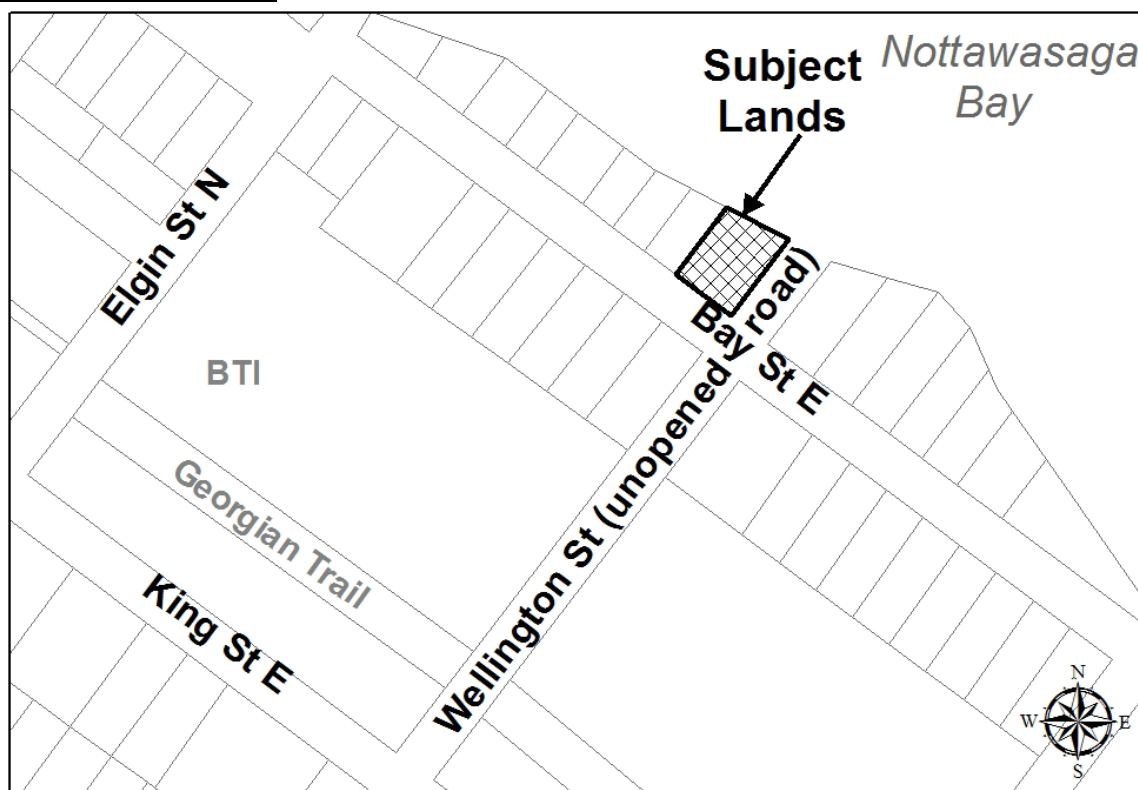 Subject
Lands
Nottawasaga
Bay
Elgin St N
BTI
Georgian Trail
King St E
Wellington St (unopened road)
Bay St E
N
W
E
S